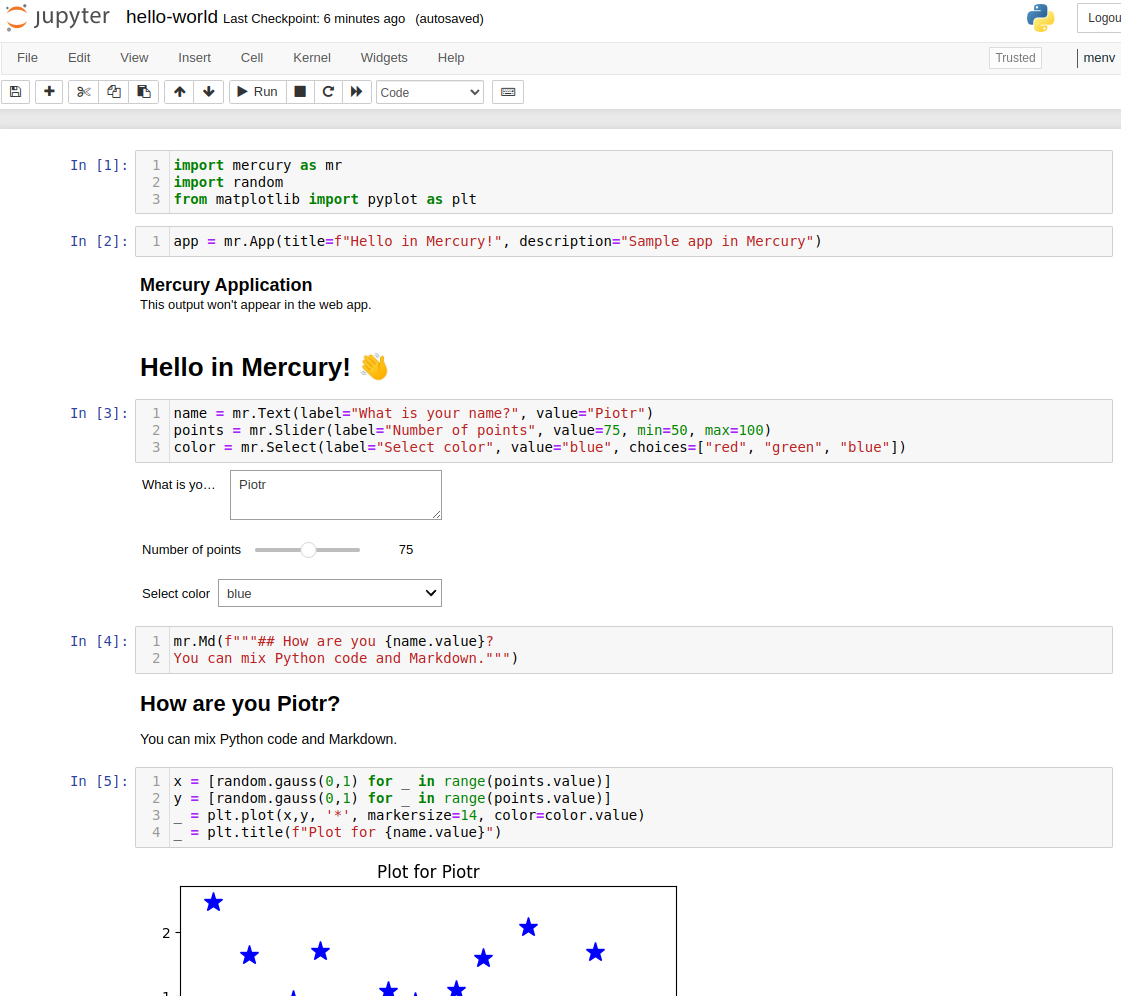 jupyter hello-world Last Checkpoint: 6 minutes ago (autosaved)
Logou
File Edit View Insert Cell Kernel Widgets Help Trusted menv
Run Code
In [1]:
1 import mercury as mr
2 import random
3 from matplotlib import pyplot as plt
In [2]:
1 app = mr.App(title=f"Hello in Mercury!", description="Sample app in Mercury")
Mercury Application
This output won't appear in the web app.
Hello in Mercury! 👋
In [3]:
1 name = mr.Text(label="What is your name?", value="Piotr")
2 points = mr.Slider(label="Number of points", value=75, min=50, max=100)
3 color = mr.Select(label="Select color", value="blue", choices=["red", "green", "blue"])
What is yo… Piotr
Number of points 75
Select color blue
In [4]:
1 mr.Md(f"""## How are you {name.value}?
2 You can mix Python code and Markdown.""")
How are you Piotr?
You can mix Python code and Markdown.
In [5]:
1 x = [random.gauss(0,1) for _ in range(points.value)]
2 y = [random.gauss(0,1) for _ in range(points.value)]
3 _ = plt.plot(x,y, '*', markersize=14, color=color.value)
4 _ = plt.title(f"Plot for {name.value}")
Plot for Piotr
2
1